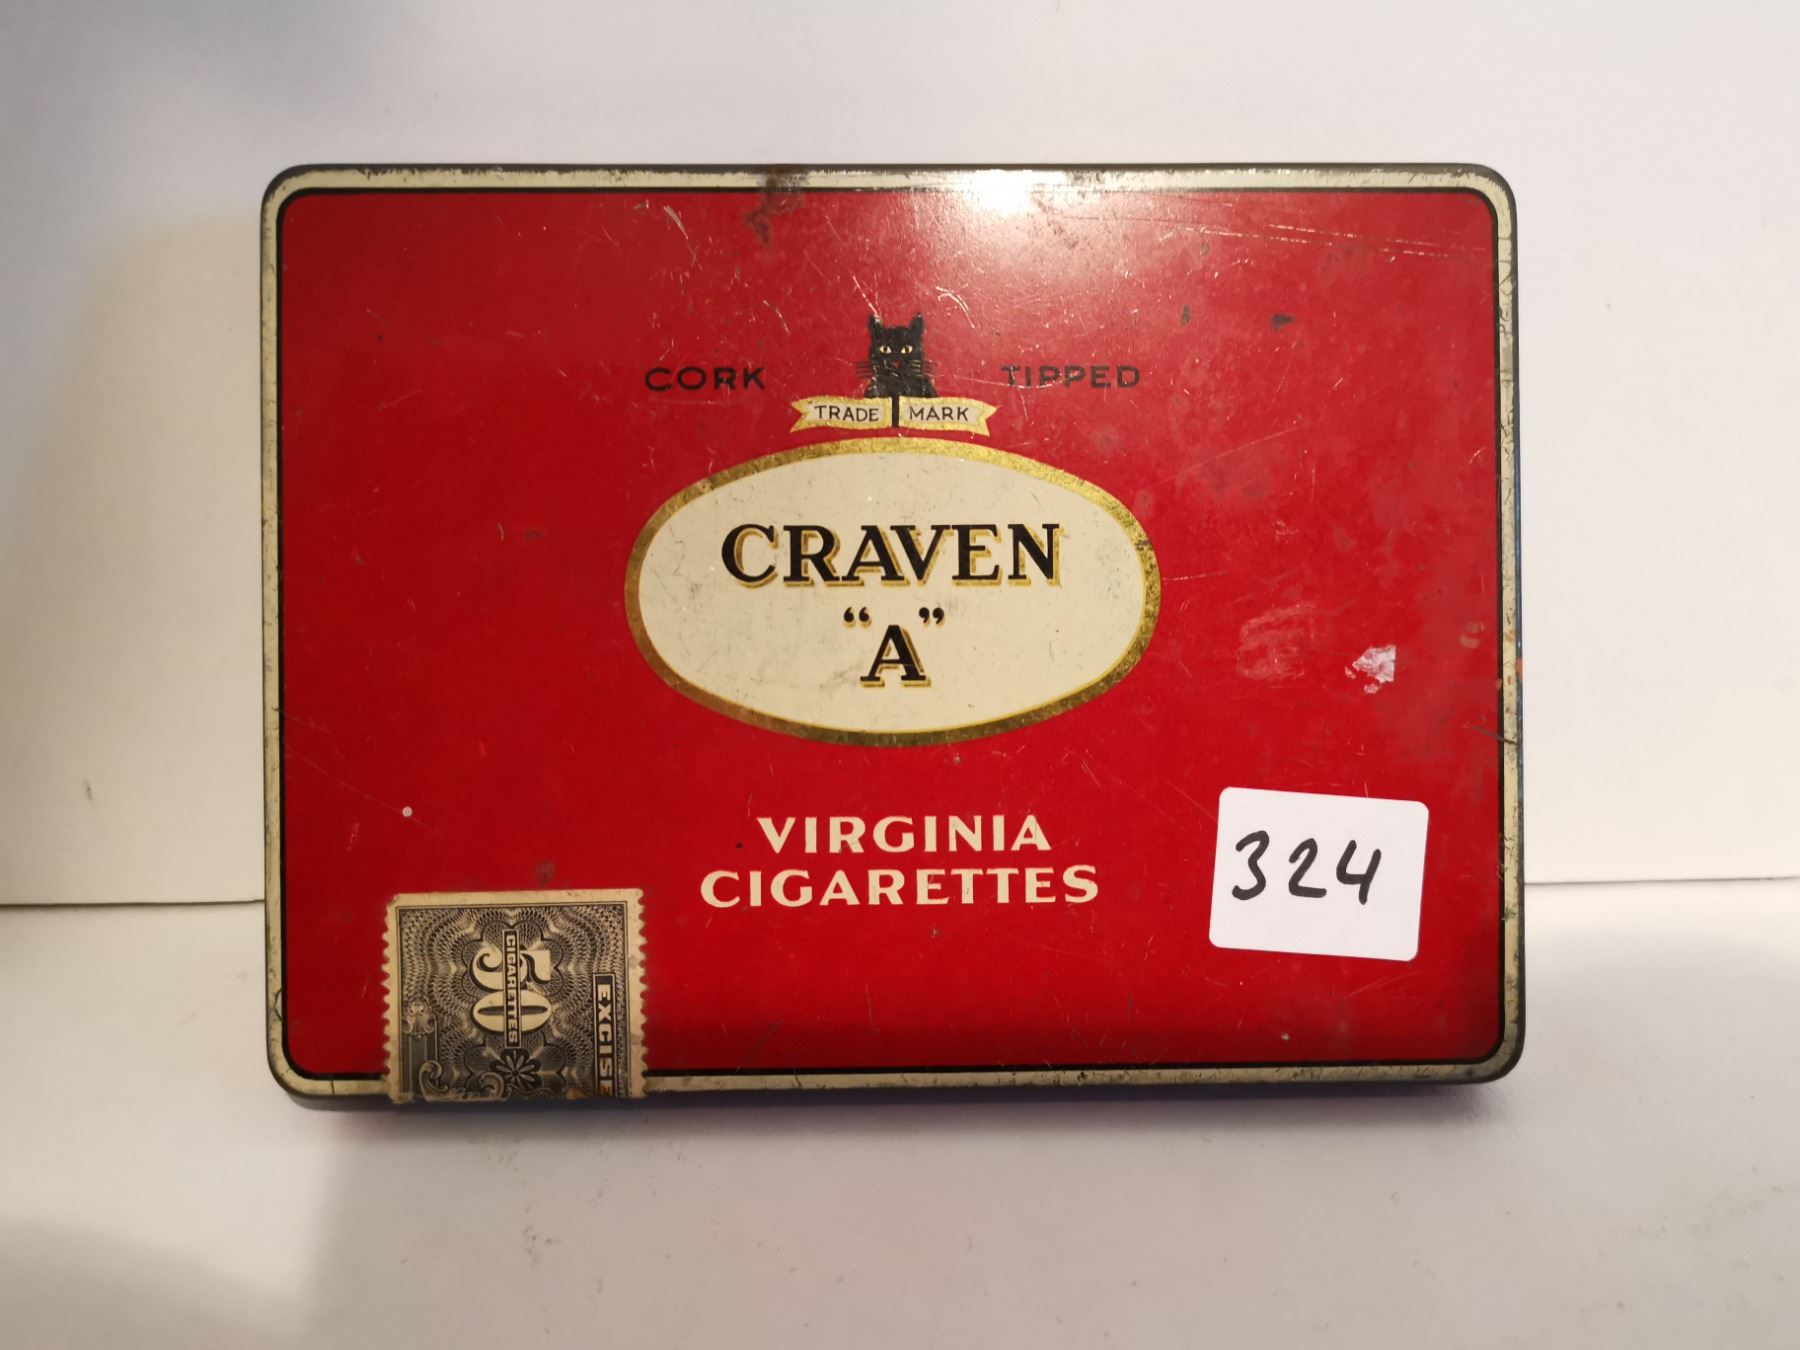 CORK TIPPED
TRADE MARK
CRAVEN
“A”
VIRGINIA
CIGARETTES
324
50
CIGARETTES
EXCISE